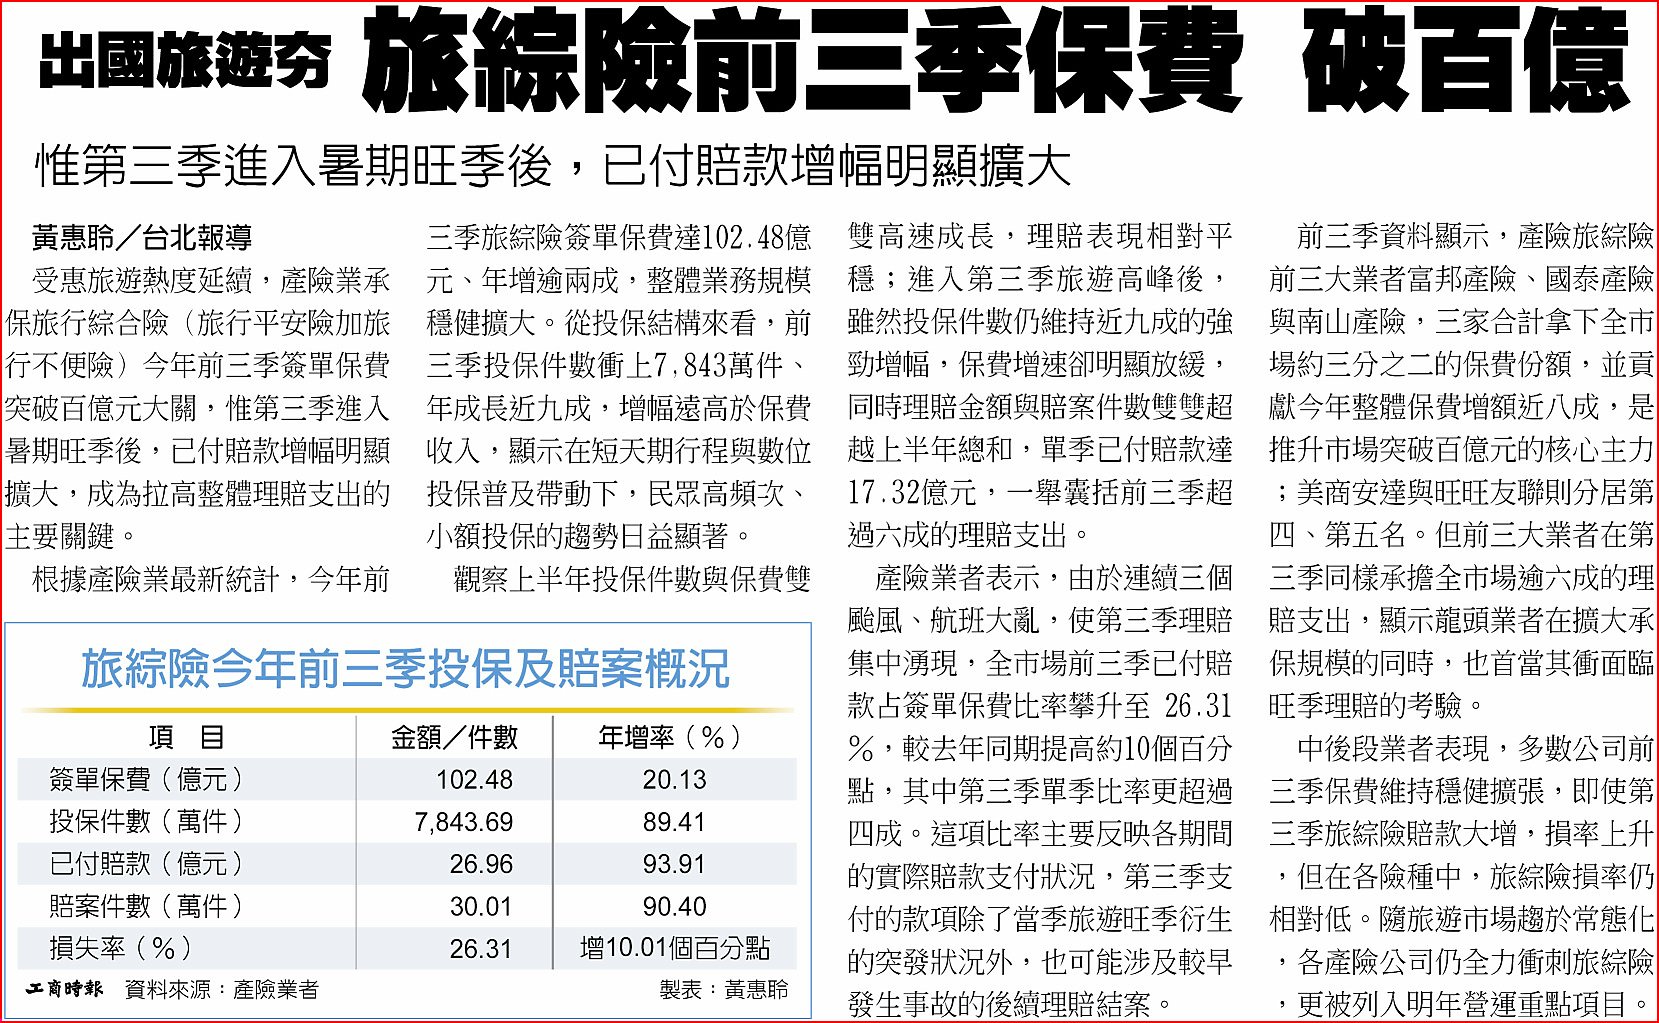 出國旅遊夯 旅綜險前三季保費 破百億
惟第三季進入暑期旺季後，已付賠款增幅明顯擴大
黃惠聆／台北報導
受惠旅遊熱度延續，產險業承
保旅行綜合險（旅行平安險加旅
行不便險）今年前三季簽單保費
突破百億元大關，惟第三季進入
暑期旺季後，已付賠款增幅明顯
擴大，成為拉高整體理賠支出的
主要關鍵。
根據產險業最新統計，今年前
三季旅綜險簽單保費達102.48億
元、年增逾兩成，整體業務規模
穩健擴大。從投保結構來看，前
三季投保件數衝上7,843萬件、
年成長近九成，增幅遠高於保費
收入，顯示在短天期行程與數位
投保普及帶動下，民眾高頻次、
小額投保的趨勢日益顯著。
觀察上半年投保件數與保費雙
雙高速成長，理賠表現相對平
穩；進入第三季旅遊高峰後，
雖然投保件數仍維持近九成的強
勁增幅，保費增速卻明顯放緩，
同時理賠金額與賠案件數雙雙超
越上半年總和，單季已付賠款達
17.32億元，一舉囊括前三季超
過六成的理賠支出。
產險業者表示，由於連續三個
颱風、航班大亂，使第三季理賠
集中湧現，全市場前三季已付賠
款占簽單保費比率攀升至 26.31
％，較去年同期提高約10個百分
點，其中第三季單季比率更超過
四成。這項比率主要反映各期間
的實際賠款支付狀況，第三季支
付的款項除了當季旅遊旺季衍生
的突發狀況外，也可能涉及較早
發生事故的後續理賠結案。
前三季資料顯示，產險旅綜險
前三大業者富邦產險、國泰產險
與南山產險，三家合計拿下全市
場約三分之二的保費份額，並貢
獻今年整體保費增額近八成，是
推升市場突破百億元的核心主力
；美商安達與旺旺友聯則分居第
四、第五名。但前三大業者在第
三季同樣承擔全市場逾六成的理
賠支出，顯示龍頭業者在擴大承
保規模的同時，也首當其衝面臨
旺季理賠的考驗。
中後段業者表現，多數公司前
三季保費維持穩健擴張，即使第
三季旅綜險賠款大增，損率上升
，但在各險種中，旅綜險損率仍
相對低。隨旅遊市場趨於常態化
，各產險公司仍全力衝刺旅綜險
，更被列入明年營運重點項目。
旅綜險今年前三季投保及賠案概況
項 目 金額／件數 年增率（%）
簽單保費（億元） 102.48 20.13
投保件數（萬件） 7,843.69 89.41
已付賠款（億元） 26.96 93.91
賠案件數（萬件） 30.01 90.40
損失率（%） 26.31 增10.01個百分點
工商時報 資料來源：產險業者 製表：黃惠聆